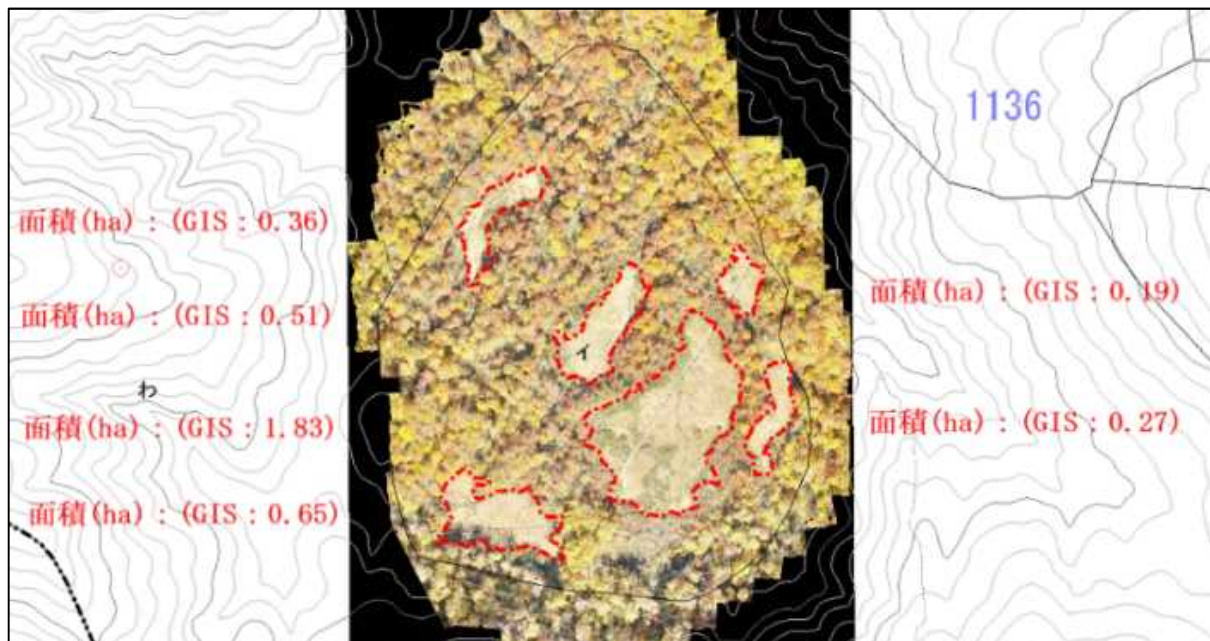 1136
面積(ha) : (GIS : 0.36)
面積(ha) : (GIS : 0.19)
面積(ha) : (GIS : 0.51)
イ
わ
面積(ha) : (GIS : 1.83)
面積(ha) : (GIS : 0.27)
面積(ha) : (GIS : 0.65)